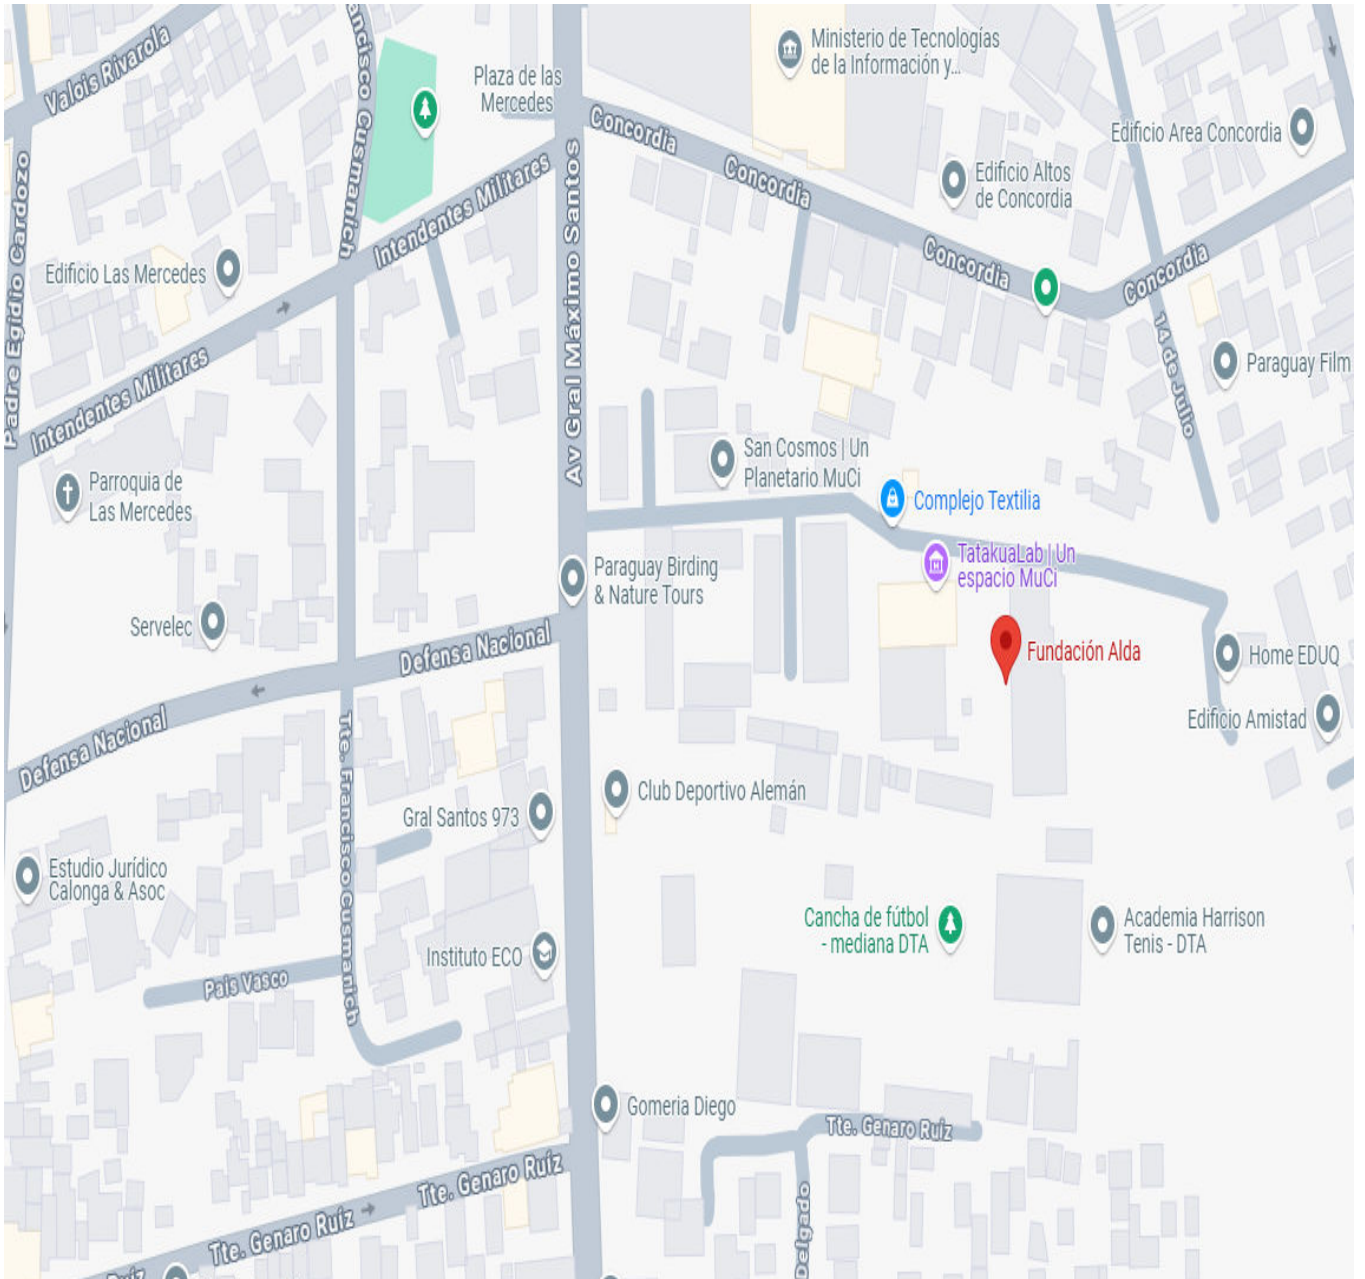 Valois Rivarola
ancisco Cusmanich
Plaza de las
Mercedes
Ministerio de Tecnologías
de la Información y...
Concordia
Concordia
Edificio Area Concordia
Edificio Altos
de Concordia
Padre Egidio Cardozo
Intendentes Militares
Av Gral Máximo Santos
Edificio Las Mercedes
Concordia
Concordia
14 de Julio
Paraguay Film
Intendentes Militares
San Cosmos | Un
Planetario MuCi
Parroquia de
Las Mercedes
Complejo Textilia
TatakuaLab | Un
espacio MuCi
Paraguay Birding
& Nature Tours
Servelec
Defensa Nacional
Fundación Alda
Home EDUQ
Edificio Amistad
Defensa Nacional
Tte. Francisco Cusmanich
Club Deportivo Alemán
Gral Santos 973
Estudio Jurídico
Calonga & Asoc
Cancha de fútbol
- mediana DTA
Academia Harrison
Tenis - DTA
Instituto ECO
Pais Vasco
Gomeria Diego
Tte. Genaro Ruíz
Tte. Genaro Ruíz
Delgado
Tte. Genaro Ruíz
Ruíz